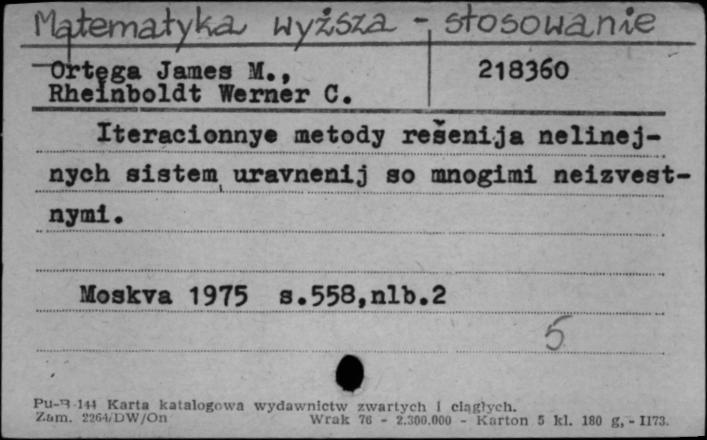 Matematyka wyższa - stosowanie
Ortega James M.,
Rheinboldt Werner C.
218360
Iteracionnye metody rešenija nelinej-
nych sistem uravnenij so mnogimi neizvest-
nymi.
Moskva 1975 s.558,nlb.2
5
Pu-B-144 Karta katalogowa wydawnictw zwartych i ciągłych.
Zam. 2264/DW/On Wrak 76 - 2.300.000 - Karton 5 kl. 180 g, - II73.